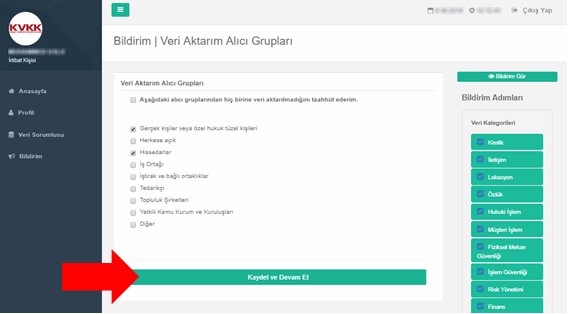 KVKK
İrtibat Kişisi
Anasayfa
Profil
Veri Sorumlusu
Bildirim
Çıkış Yap
Bildirim | Veri Aktarım Alıcı Grupları
Veri Aktarım Alıcı Grupları
Aşağıdaki alıcı gruplarından hiç birine veri aktarılmadığını taahhüt ederim.
Gerçek kişiler veya özel hukuk tüzel kişileri
Herkese açık
Hissedarlar
İş Ortağı
İştirak ve bağlı ortaklıklar
Tedarikçi
Topluluk Şirketleri
Yetkili Kamu Kurum ve Kuruluşları
Diğer
Kaydet ve Devam Et
Bildirim Gör
Bildirim Adımları
Veri Kategorileri
Kimlik
İletişim
Lokasyon
Özlük
Hukuki İşlem
Müşteri İşlem
Fiziksel Mekan
Güvenliği
İşlem Güvenliği
Risk Yönetimi
Finans